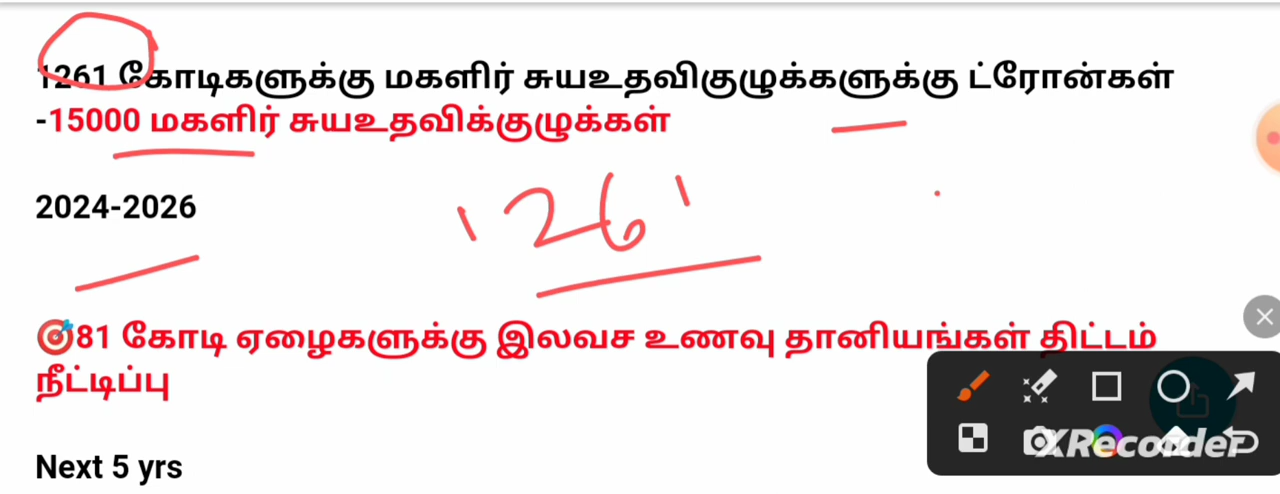 1261 கோடிகளுக்கு மகளிர் சுயஉதவிகுழுக்களுக்கு ட்ரோன்கள்
-15000 மகளிர் சுயஉதவிக்குழுக்கள்
2024-2026
1261
🎯81 கோடி ஏழைகளுக்கு இலவச உணவு தானியங்கள் திட்டம்
நீட்டிப்பு
XRecorder
Next 5 yrs